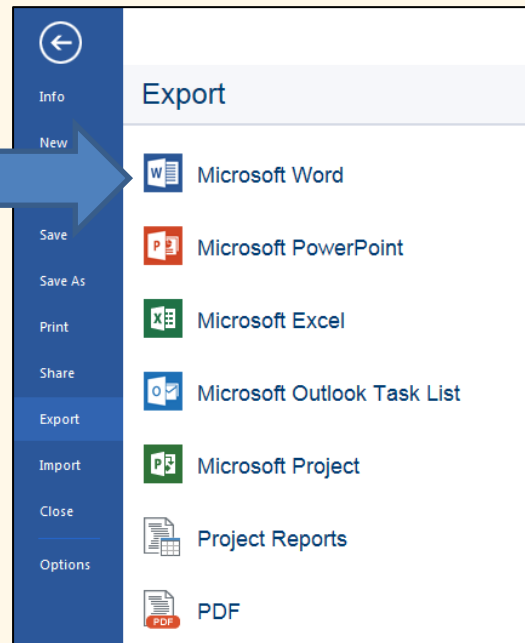 Info
New
Save
Save As
Print
Share
Export
Import
Close
Options
Export
Microsoft Word
Microsoft PowerPoint
Microsoft Excel
Microsoft Outlook Task List
Microsoft Project
Project Reports
PDF
W
P
X
O
P
PDF